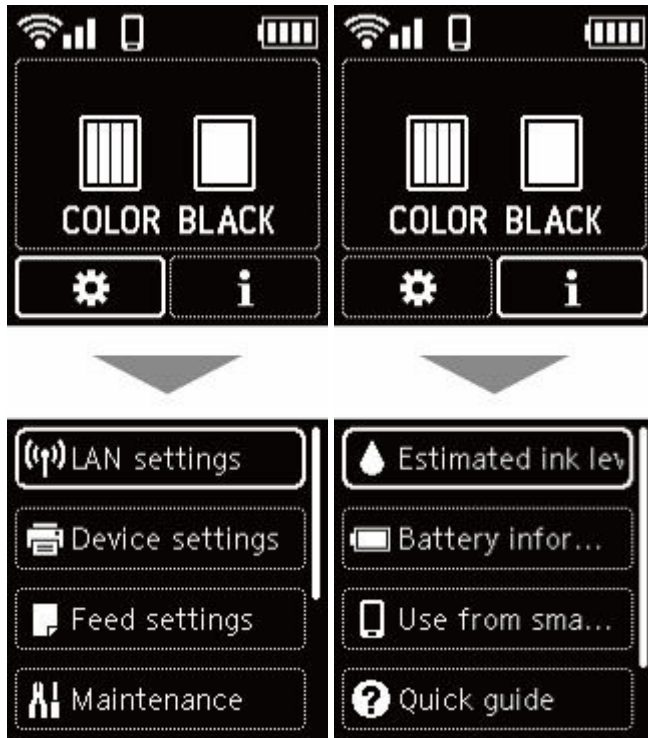 COLOR BLACK
COLOR BLACK
i
i
LAN settings
Device settings
Feed settings
Maintenance
Estimated ink lev
Battery infor...
Use from sma...
? Quick guide